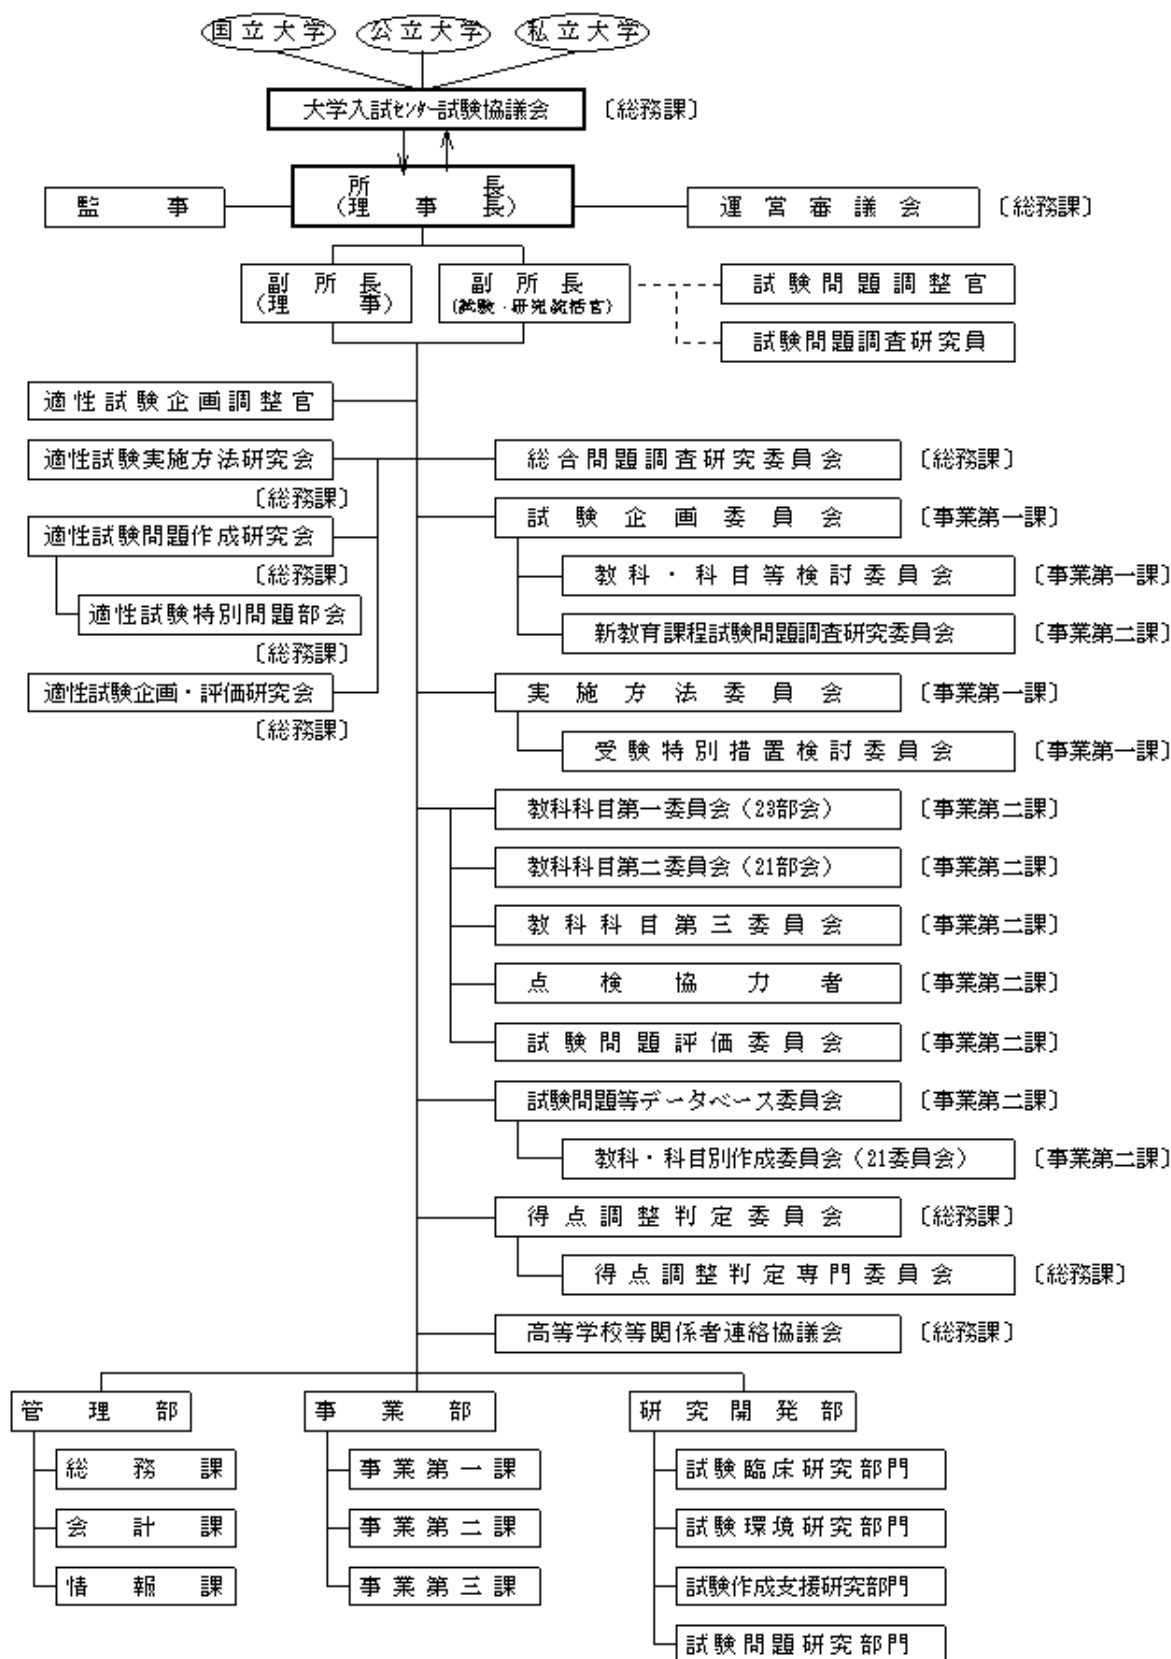 国立大学 公立大学 私立大学
大学入試ｾﾝﾀｰ試験協議会 〔総務課〕
監事
所長
(理事長)
運営審議会 〔総務課〕
副所長
(理事)
副所長
(試験・研究統括官)
試験問題調整官
試験問題調査研究員
適性試験企画調整官
適性試験実施方法研究会
〔総務課〕
適性試験問題作成研究会
〔総務課〕
適性試験特別問題部会
〔総務課〕
適性試験企画・評価研究会
〔総務課〕
総合問題調査研究委員会 〔総務課〕
試験企画委員会 〔事業第一課〕
教科・科目等検討委員会 〔事業第一課〕
新教育課程試験問題調査研究委員会 〔事業第二課〕
実施方法委員会 〔事業第一課〕
受験特別措置検討委員会 〔事業第一課〕
教科科目第一委員会（23部会） 〔事業第二課〕
教科科目第二委員会（21部会） 〔事業第二課〕
教科科目第三委員会 〔事業第二課〕
点検協力者 〔事業第二課〕
試験問題評価委員会 〔事業第二課〕
試験問題等データベース委員会 〔事業第二課〕
教科・科目別作成委員会（21委員会） 〔事業第二課〕
得点調整判定委員会 〔総務課〕
得点調整判定専門委員会 〔総務課〕
高等学校等関係者連絡協議会 〔総務課〕
管理部
総務課
会計課
情報課
事業部
事業第一課
事業第二課
事業第三課
研究開発部
試験臨床研究部門
試験環境研究部門
試験作成支援研究部門
試験問題研究部門